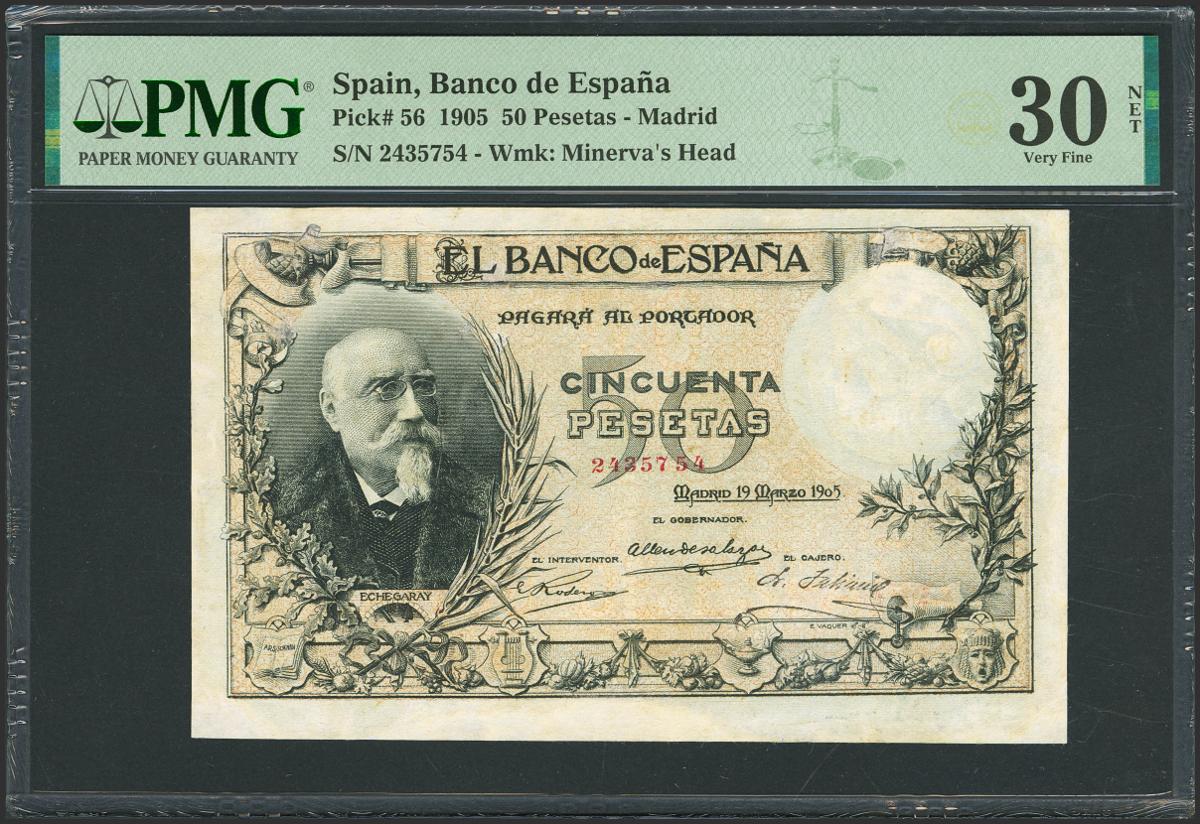 PMG®
PAPER MONEY GUARANTY
Spain, Banco de España
Pick# 56 1905 50 Pesetas - Madrid
S/N 2435754 - Wmk: Minerva's Head
30
NET
Very Fine
EL BANCO de ESPAÑA
PAGARÁ AL PORTADOR
50
CINCUENTA
PESETAS
2435754
MADRID 19 MARZO 1905
EL GOBERNADOR.
EL INTERVENTOR.
Allendesalazar
EL CAJERO.
ECHEGARAY
E. VAQUER